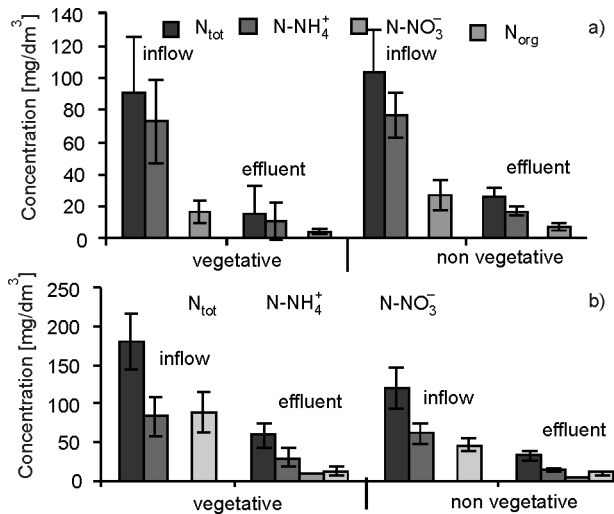 N_tot N-NH₄⁺ N-NO₃⁻ N_org a)
Concentration [mg/dm³]
140
120
100
80
60
40
20
0
inflow
effluent
inflow
effluent
vegetative non vegetative
N_tot N-NH₄⁺ N-NO₃⁻ b)
Concentration [mg/dm³]
250
200
150
100
50
0
inflow
effluent
inflow
effluent
vegetative non vegetative